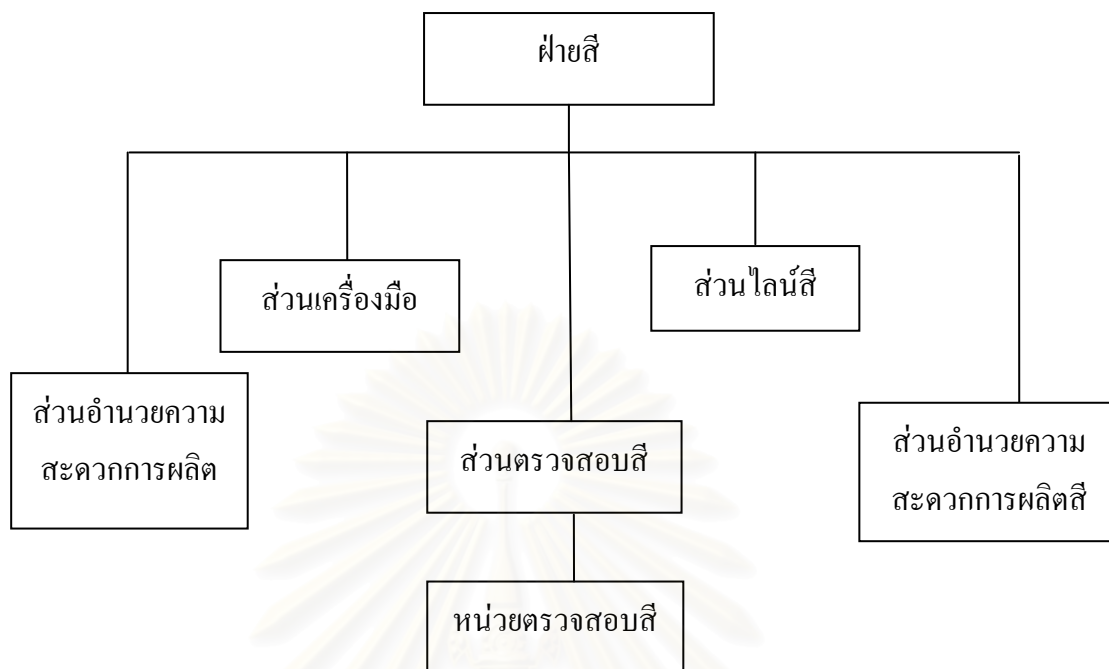 ฝ่ายสี
ส่วนเครื่องมือ
ส่วนไลน์สี
ส่วนอำนวยความ
สะดวกการผลิต
ส่วนตรวจสอบสี
ส่วนอำนวยความ
สะดวกการผลิตสี
หน่วยตรวจสอบสี